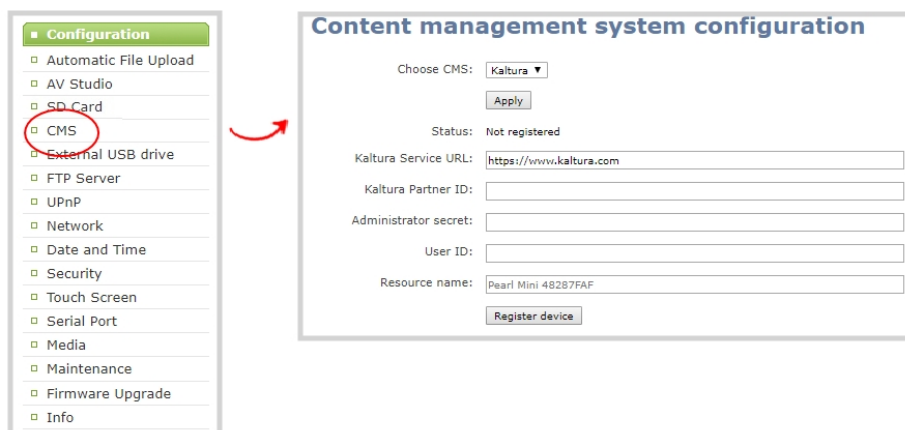 Configuration
Automatic File Upload
AV Studio
SD Card
CMS
External USB drive
FTP Server
UPnP
Network
Date and Time
Security
Touch Screen
Serial Port
Media
Maintenance
Firmware Upgrade
Info
Content management system configuration
Choose CMS: Kaltura ▼
Apply
Status: Not registered
Kaltura Service URL: https://www.kaltura.com
Kaltura Partner ID:
Administrator secret:
User ID:
Resource name: Pearl Mini 48287FAF
Register device